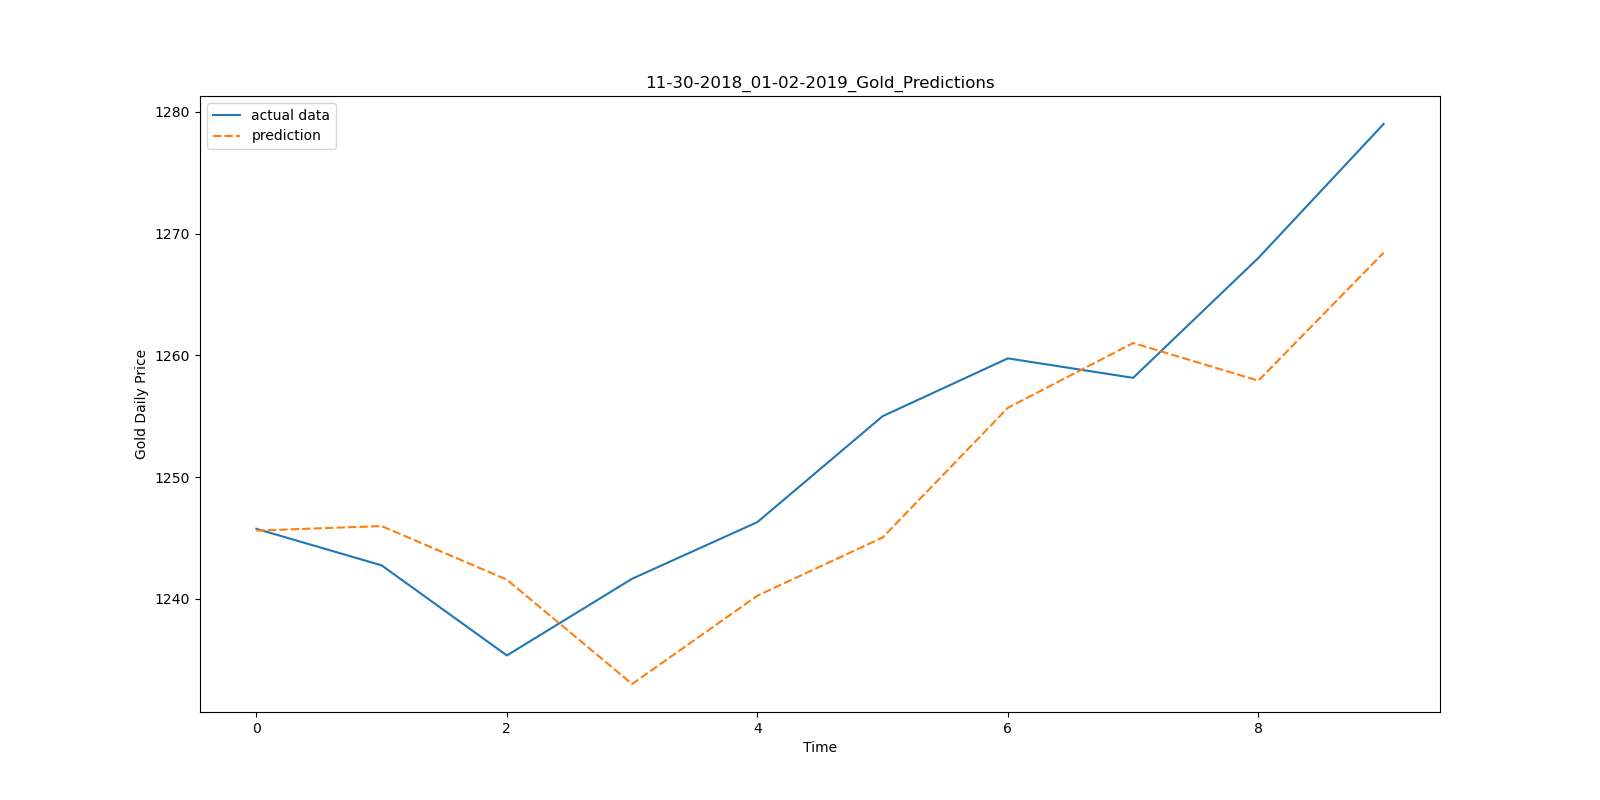 11-30-2018_01-02-2019_Gold_Predictions
actual data
prediction
1280
1270
1260
1250
1240
Gold Daily Price
0 2 4 6 8
Time